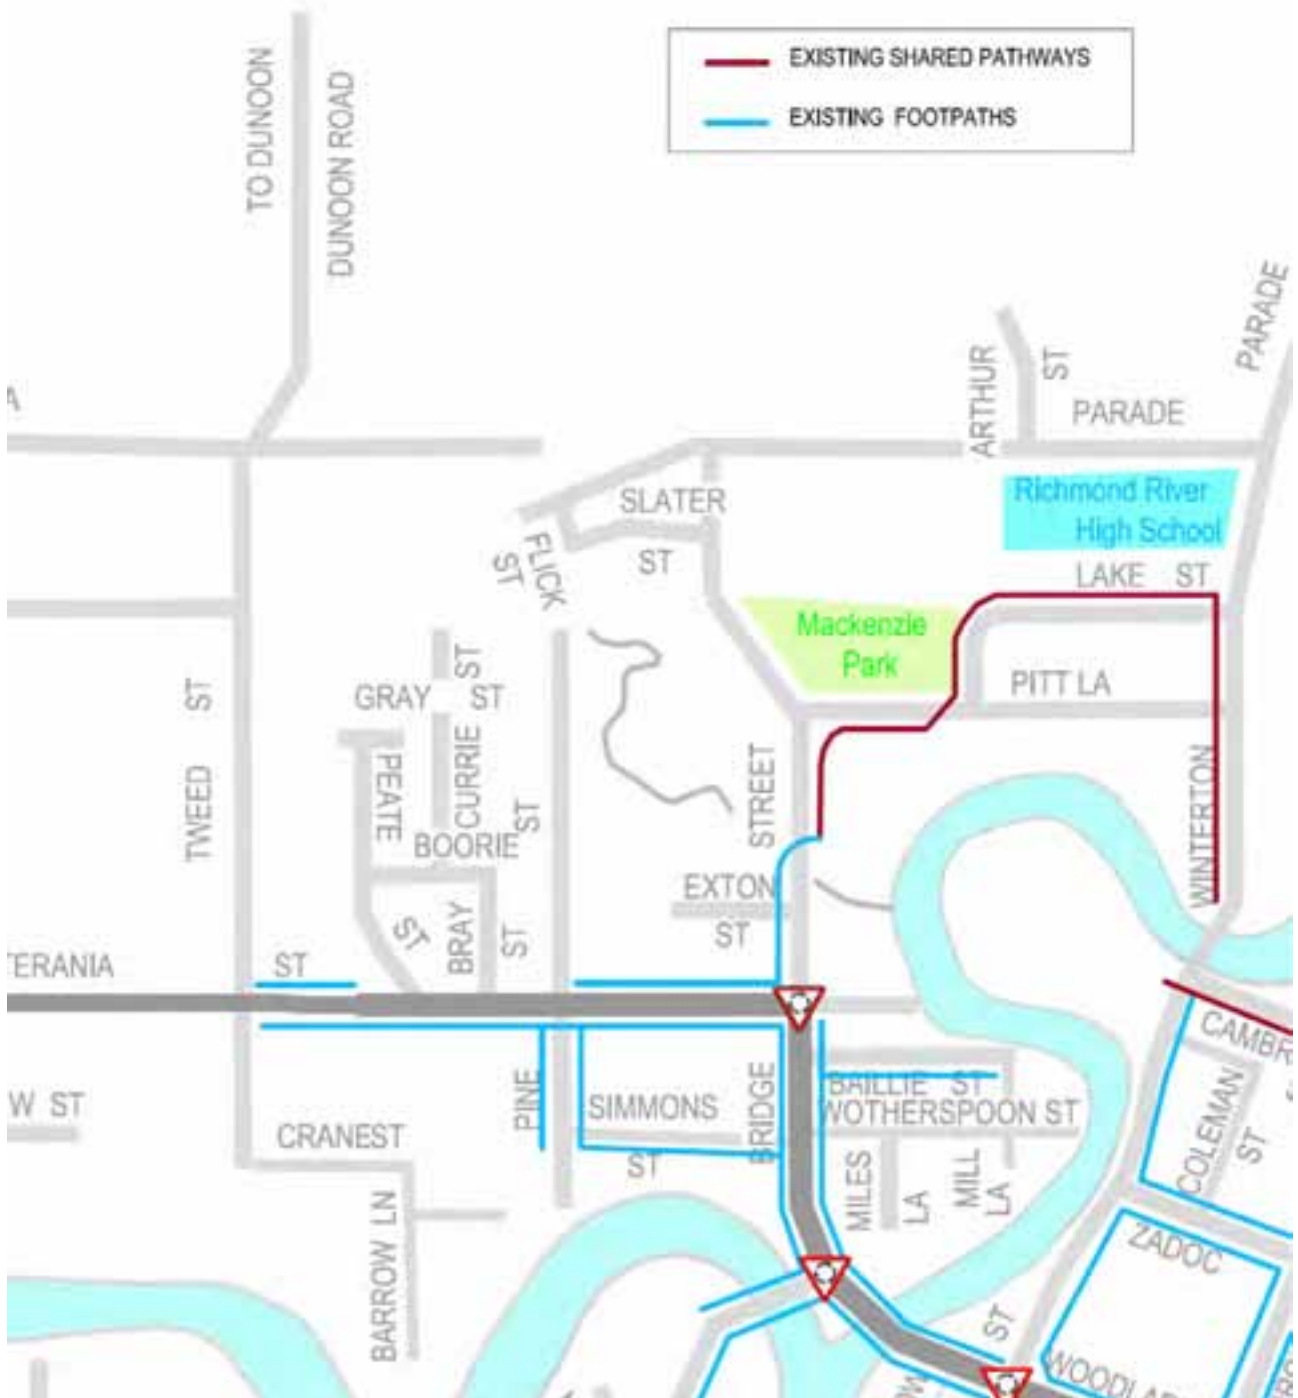 EXISTING SHARED PATHWAYS
EXISTING FOOTPATHS
TO DUNOON
DUNOON ROAD
PARADE
A
ARTHUR
ST
PARADE
Richmond River
High School
SLATER
ST
FLICK
ST
LAKE ST
Mackenzie
Park
PITT LA
TWEED ST
GRAY ST
CURRIE ST
PEATE
ST
BOORIE
ST
BRAY
ST
STREET
WINTERTON
EXTON
ST
TERANIA
ST
CAMBR
W ST
PINE
SIMMONS
ST
BRIDGE
BAILLIE ST
WOTHERSPOON ST
COLEMAN
ST
CRANEST
MILES
LA
MILL
LA
BARROW LN
ZADOC
ST
WOODLA
OW